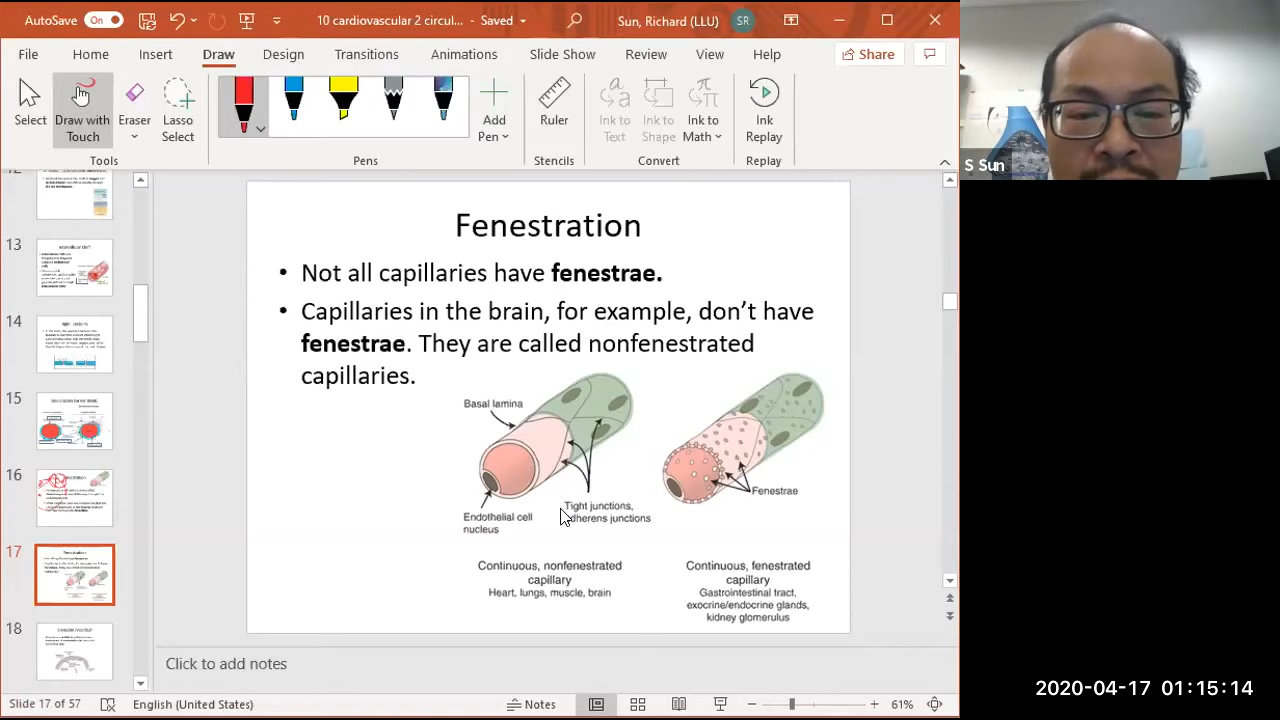 AutoSave On 10 cardiovascular 2 circul... - Saved Sun, Richard (LLU) SR
File Home Insert Draw Design Transitions Animations Slide Show Review View Help Share
Select
Draw with Touch
Eraser
Lasso Select
Add Pen
Ruler
Ink to Text
Ink to Shape
Ink to Math
Ink Replay
Tools Pens Stencils Convert Replay
S Sun
12
13
14
15
16
17
18
Fenestration
• Not all capillaries have fenestrae.
• Capillaries in the brain, for example, don’t have
fenestrae. They are called nonfenestrated
capillaries.
Basal lamina
Endothelial cell
nucleus
Tight junctions,
adherens junctions
Fenestrae
Continuous, nonfenestrated
capillary
Heart, lungs, muscle, brain
Continuous, fenestrated
capillary
Gastrointestinal tract,
exocrine/endocrine glands,
kidney glomerulus
Click to add notes
Slide 17 of 57 English (United States) Notes 61%
2020-04-17 01:15:14